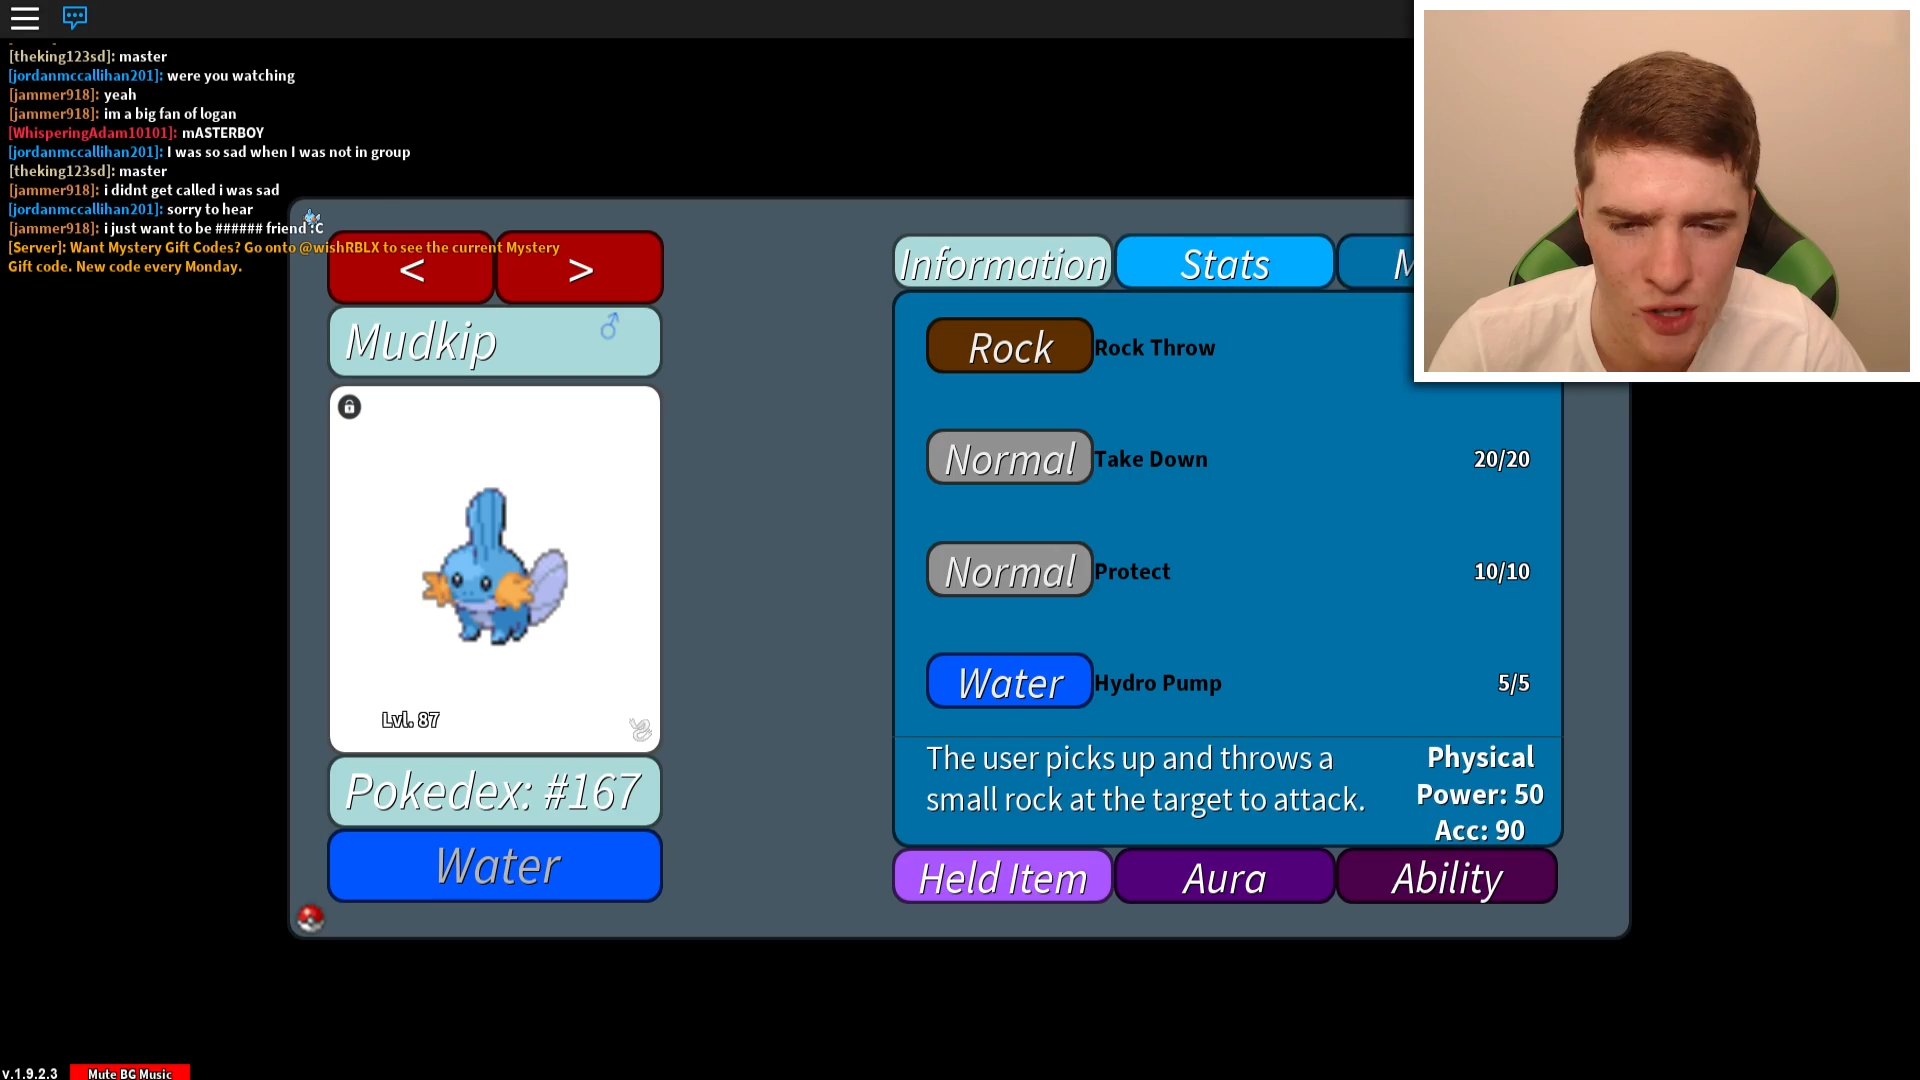 [theking123sd]: master
[jordanmccallihan201]: were you watching
[jammer918]: yeah
[jammer918]: im a big fan of logan
[WhisperingAdam10101]: mASTERBOY
[jordanmccallihan201]: I was so sad when I was not in group
[theking123sd]: master
[jammer918]: i didnt get called i was sad
[jordanmccallihan201]: sorry to hear
[jammer918]: i just want to be ###### friend :C
[Server]: Want Mystery Gift Codes? Go onto @wishRBLX to see the current Mystery
Gift code. New code every Monday.
< >
Mudkip ♂
Lvl. 87
Pokedex: #167
Water
Information Stats M
Rock Rock Throw
Normal Take Down 20/20
Normal Protect 10/10
Water Hydro Pump 5/5
The user picks up and throws a
small rock at the target to attack.
Physical
Power: 50
Acc: 90
Held Item Aura Ability
v.1.9.2.3 Mute BG Music